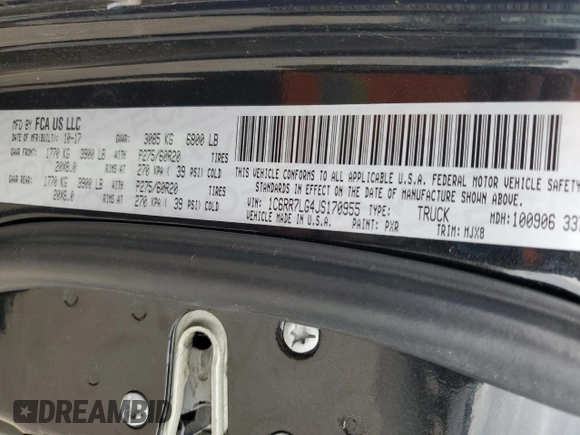 MFD BY FCA US LLC
DATE OF MFR(BUILT): 10-17 GVWR: 3085 KG 6800 LB
GAWR FRONT: 1770 KG 3900 LB WITH P275/60R20 TIRES
20X8.0 RIMS AT 270 KPA ( 39 PSI) COLD
GAWR REAR: 1770 KG 3900 LB WITH P275/60R20 TIRES
20X8.0 RIMS AT 270 KPA ( 39 PSI) COLD
THIS VEHICLE CONFORMS TO ALL APPLICABLE U.S.A. FEDERAL MOTOR VEHICLE SAFETY
STANDARDS IN EFFECT ON THE DATE OF MANUFACTURE SHOWN ABOVE.
VIN: 1C6RR7LG4JS170955 TYPE: TRUCK MDH: 100906
PAINT: PXR TRIM: MJX8
DREAMBID